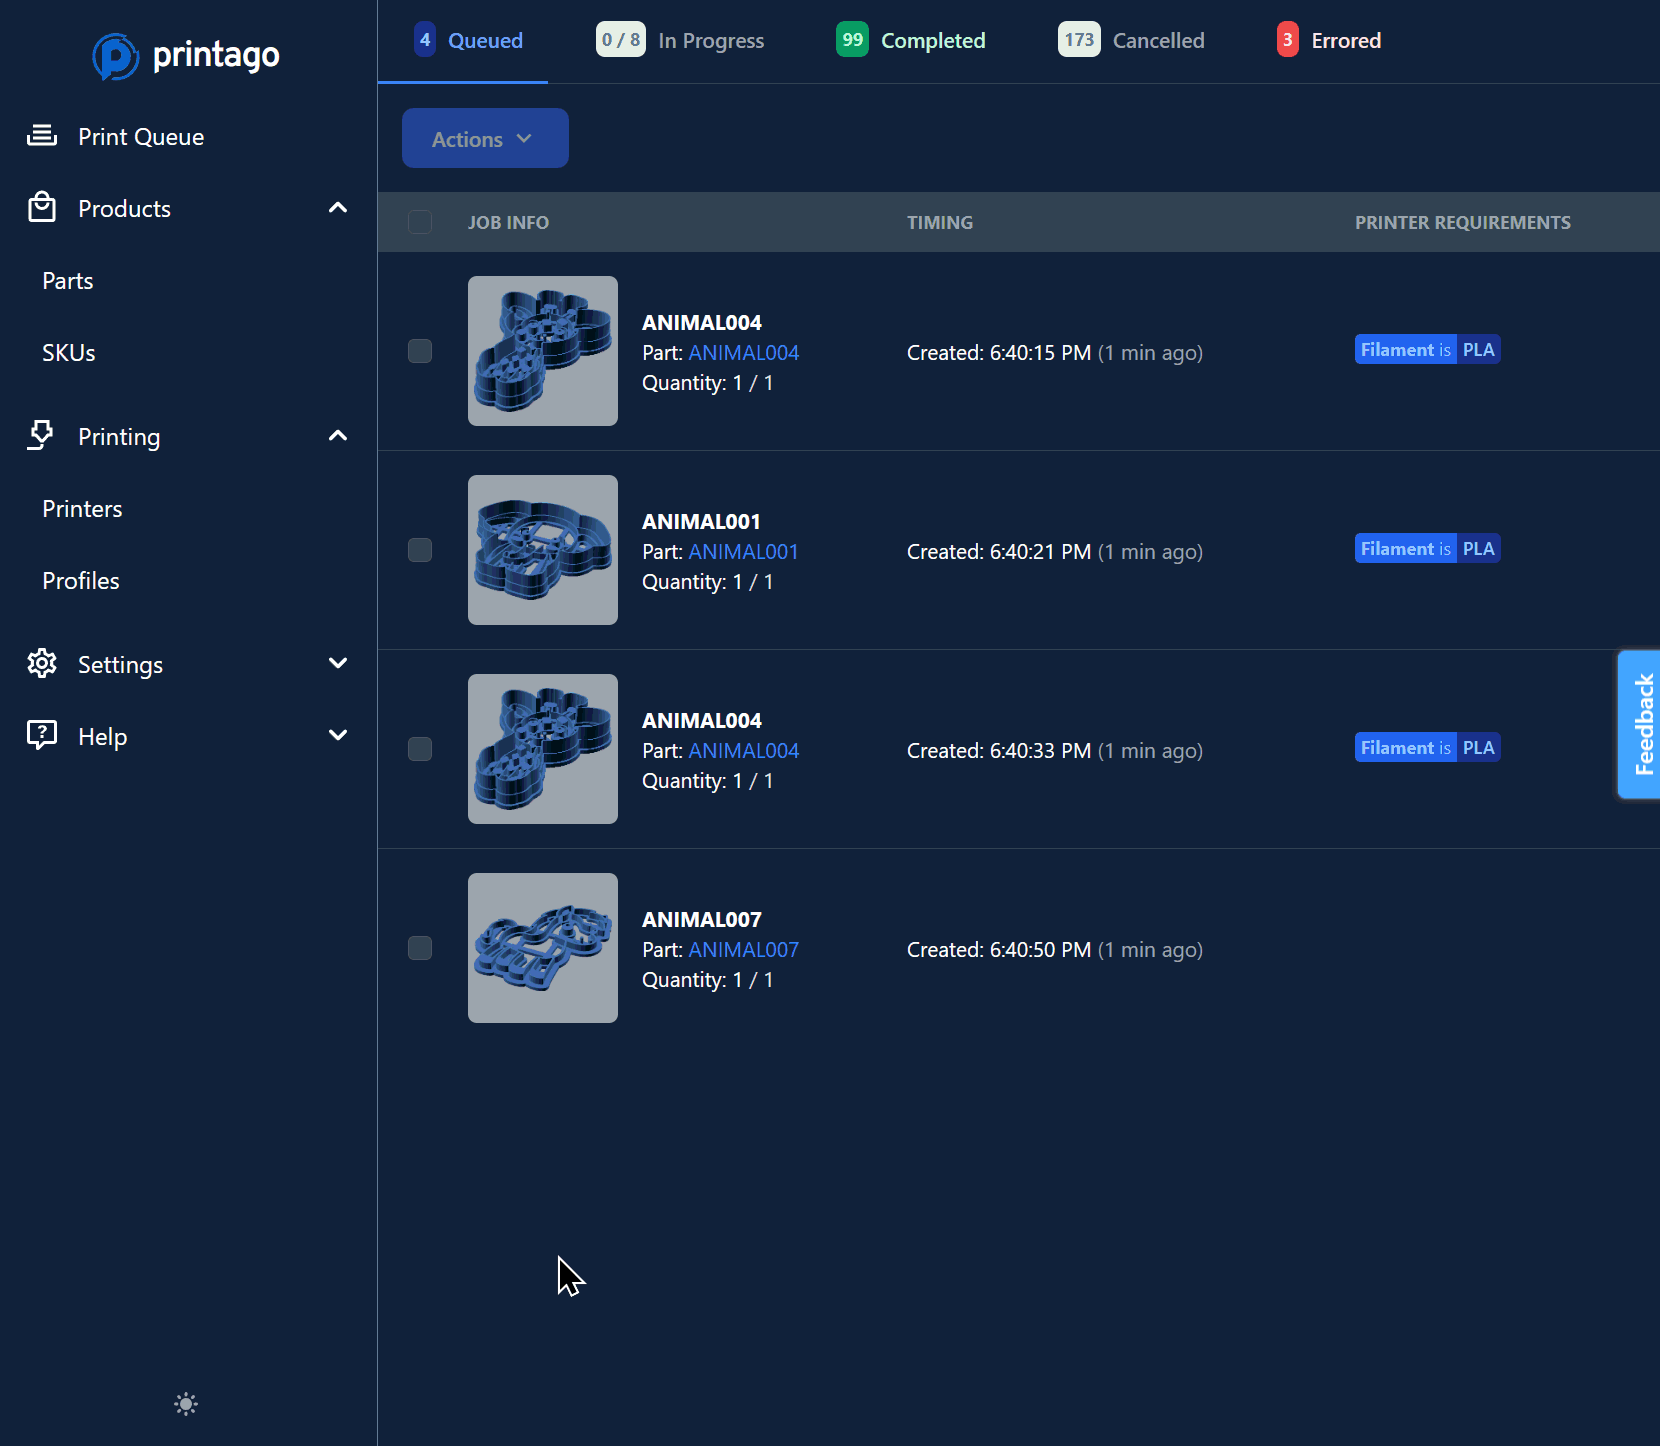 printago
Print Queue
Products
Parts
SKUs
Printing
Printers
Profiles
Settings
Help
4 Queued
0 / 8 In Progress
99 Completed
173 Cancelled
3 Errored
Actions
JOB INFO TIMING PRINTER REQUIREMENTS
ANIMAL004
Part: ANIMAL004
Quantity: 1 / 1
Created: 6:40:15 PM (1 min ago)
Filament is PLA
ANIMAL001
Part: ANIMAL001
Quantity: 1 / 1
Created: 6:40:21 PM (1 min ago)
Filament is PLA
ANIMAL004
Part: ANIMAL004
Quantity: 1 / 1
Created: 6:40:33 PM (1 min ago)
Filament is PLA
ANIMAL007
Part: ANIMAL007
Quantity: 1 / 1
Created: 6:40:50 PM (1 min ago)
Feedback